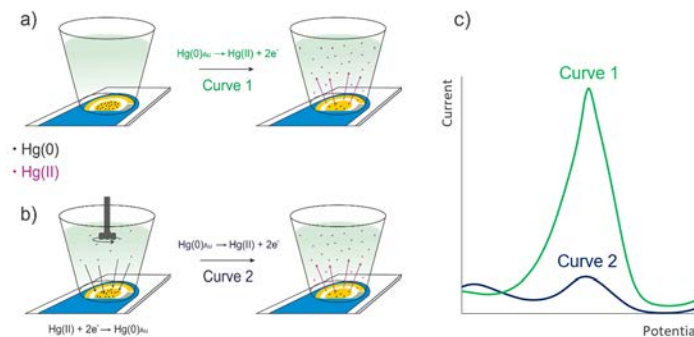 a)
Hg(0)Au → Hg(II) + 2e-
Curve 1
• Hg(0)
• Hg(II)
b)
Hg(0)Au → Hg(II) + 2e-
Curve 2
Hg(II) + 2e- → Hg(0)Au
c)
Curve 1
Current
Curve 2
Potential